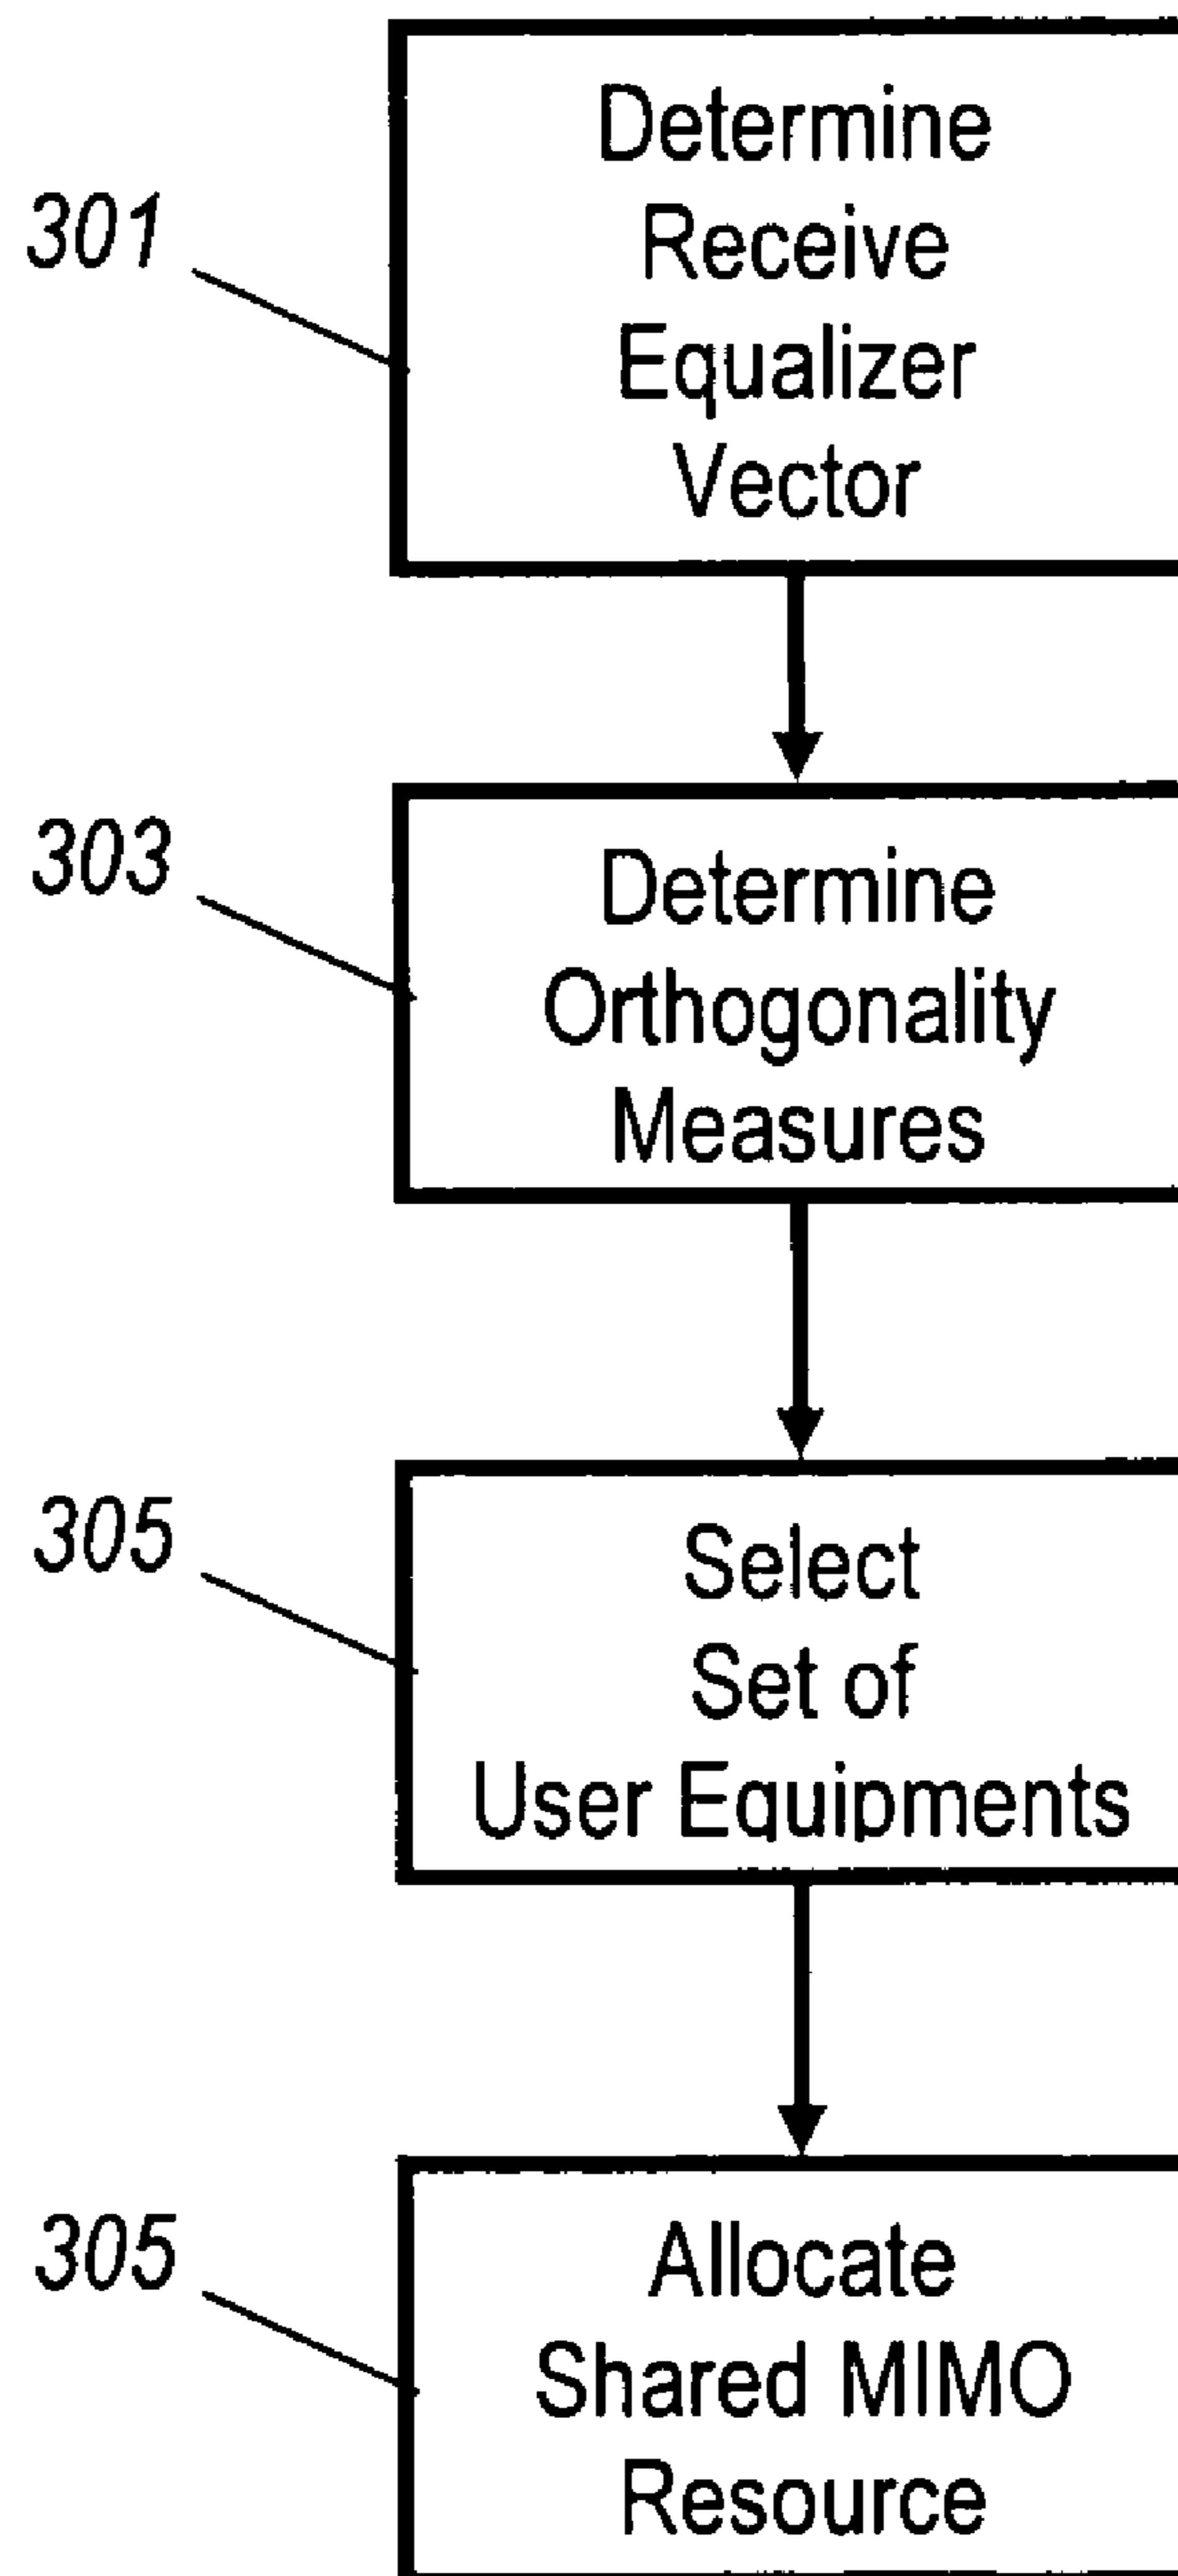 301
Determine
Receive
Equalizer
Vector
303
Determine
Orthogonality
Measures
305
Select
Set of
User Equipments
305
Allocate
Shared MIMO
Resource